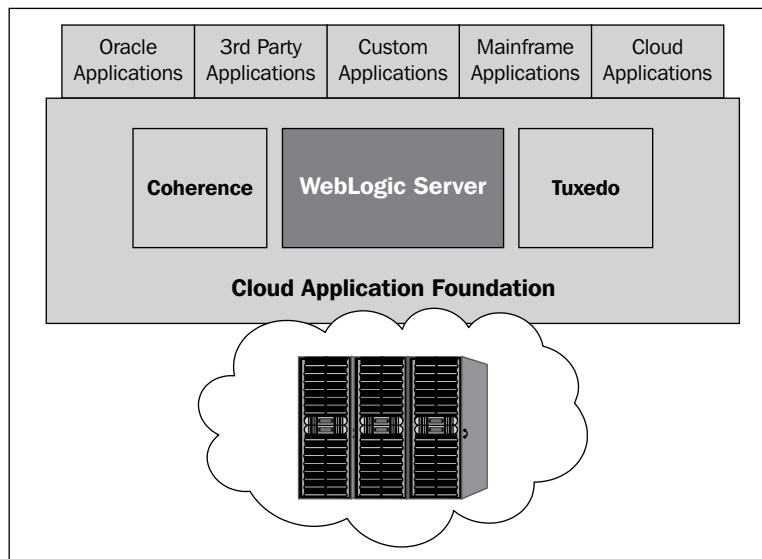 Oracle
Applications
3rd Party
Applications
Custom
Applications
Mainframe
Applications
Cloud
Applications
Coherence
WebLogic Server
Tuxedo
Cloud Application Foundation